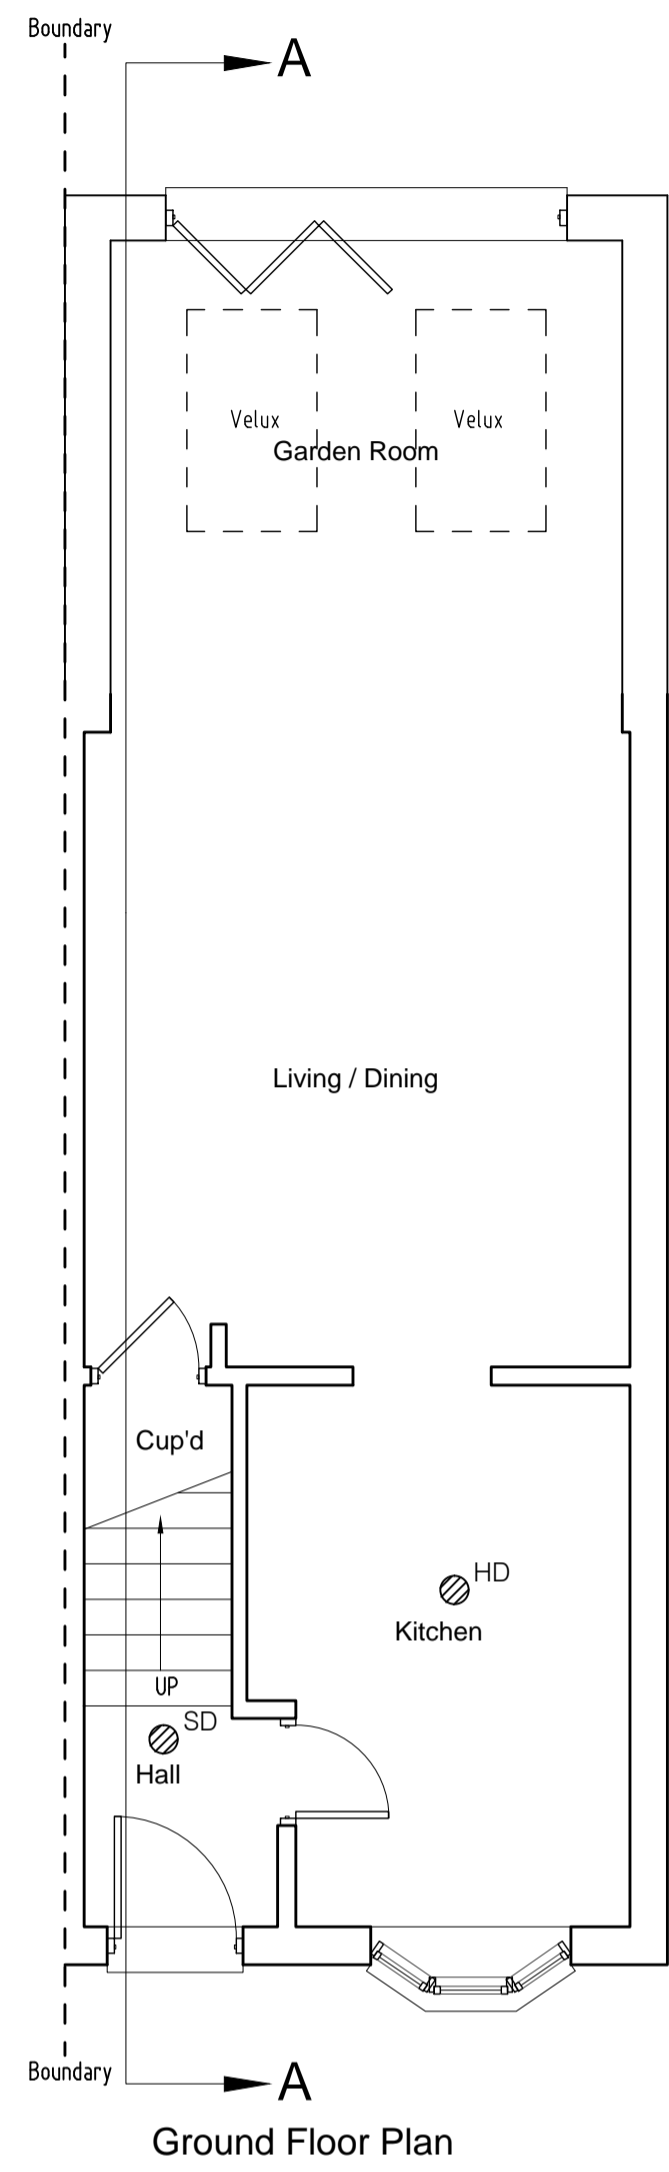 Boundary
A
Velux
Velux
Garden Room
Living / Dining
Cup'd
HD
Kitchen
UP
SD
Hall
Boundary
A
Ground Floor Plan